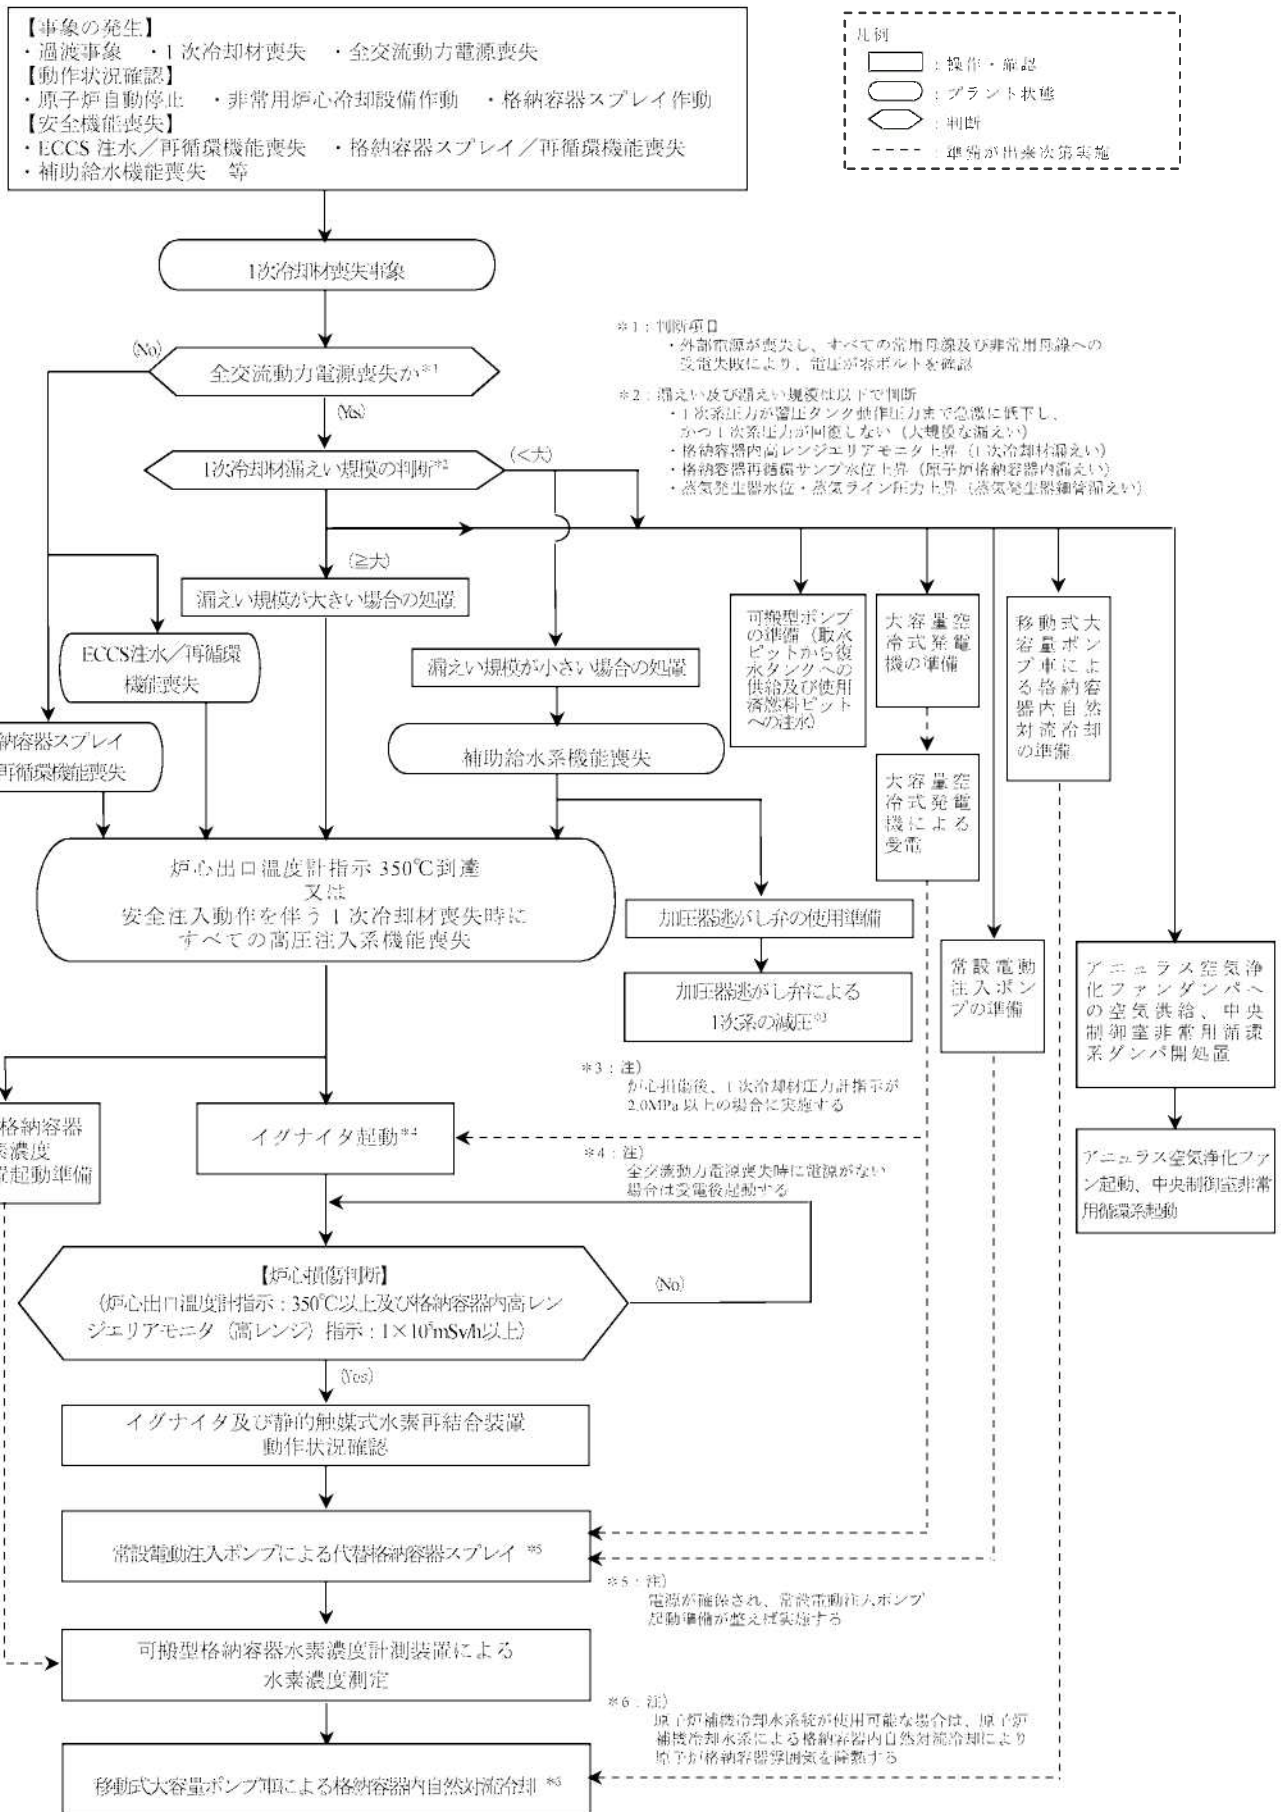 【事象の発生】
・過渡事象　・1次冷却材喪失　・全交流動力電源喪失
【動作状況確認】
・原子炉自動停止　・非常用炉心冷却設備作動　・格納容器スプレイ作動
【安全機能喪失】
・ECCS 注水／再循環機能喪失　・格納容器スプレイ／再循環機能喪失
・補助給水機能喪失　等
凡例
：操作・確認
：プラント状態
：判断
：準備が出来次第実施
1次冷却材喪失事象
(No)
全交流動力電源喪失か*1
(Yes)
＊1：判断項目
・外部電源が喪失し、すべての常用母線及び非常用母線への
受電失敗により、電圧が零ボルトを確認
＊2：漏えい及び漏えい規模は以下で判断
・1次系圧力が蓄圧タンク動作圧力まで急激に低下し、
かつ1次系圧力が回復しない（大規模な漏えい）
・格納容器内高レンジエリアモニタ上昇（1次冷却材漏えい）
・格納容器再循環サンプ水位上昇（原子炉格納容器内漏えい）
・蒸気発生器水位・蒸気ライン圧力上昇（蒸気発生器細管漏えい）
1次冷却材漏えい規模の判断*2
(＜大)
(≧大)
漏えい規模が大きい場合の処置
ECCS注水／再循環
機能喪失
漏えい規模が小さい場合の処置
納容器スプレイ
再循環機能喪失
補助給水系機能喪失
可搬型ポンプ
の準備（取水
ピットから復
水タンクへの
供給及び使用
済燃料ピット
への注水）
大容量空
冷式発電
機の準備
移動式大
容量ポン
プ車によ
る格納容
器内自然
対流冷却
の準備
大容量空
冷式発電
機による
受電
炉心出口温度計指示 350℃到達
又は
安全注入動作を伴う1次冷却材喪失時に
すべての高圧注入系機能喪失
加圧器逃がし弁の使用準備
加圧器逃がし弁による
1次系の減圧*3
常設電動
注入ポン
プの準備
アニュラス空気浄
化ファンダンパへ
の空気供給、中央
制御室非常用循環
系ダンパ開処置
＊3：注）
炉心損傷後、1次冷却材圧力計指示が
2.0MPa 以上の場合に実施する
格納容器
素濃度
置起動準備
イグナイタ起動*4
＊4：注）
全交流動力電源喪失時に電源がない
場合は受電後起動する
アニュラス空気浄化ファ
ン起動、中央制御室非常
用循環系起動
【炉心損傷判断】
（炉心出口温度計指示：350℃以上及び格納容器内高レン
ジエリアモニタ（高レンジ）指示：1×10⁵mSv/h以上）
(No)
(Yes)
イグナイタ及び静的触媒式水素再結合装置
動作状況確認
常設電動注入ポンプによる代替格納容器スプレイ *5
＊5：注）
電源が確保され、常設電動注入ポンプ
起動準備が整えば実施する
可搬型格納容器水素濃度計測装置による
水素濃度測定
＊6：注）
原子炉補機冷却水系統が使用可能な場合は、原子炉
補機冷却水系による格納容器内自然対流冷却により
原子炉格納容器雰囲気を除熱する
移動式大容量ポンプ車による格納容器内自然対流冷却 *6